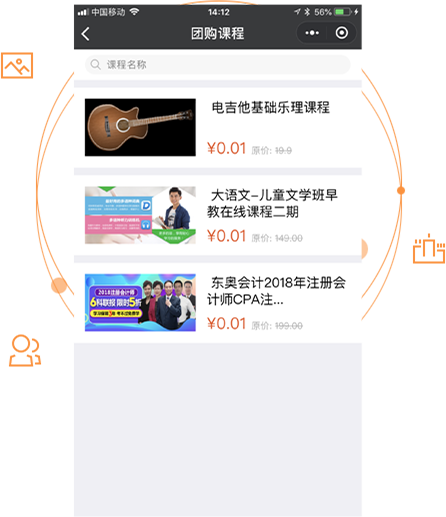 中国移动
14:12
56%
团购课程
课程名称
电吉他基础乐理课程
¥0.01 原价: 19.9
大语文-儿童文学班早
教在线课程二期
¥0.01 原价: 149.00
2018注册会计师
6科联报 限时5折
东奥会计2018年注册会
计师CPA注...
¥0.01 原价: 199.00